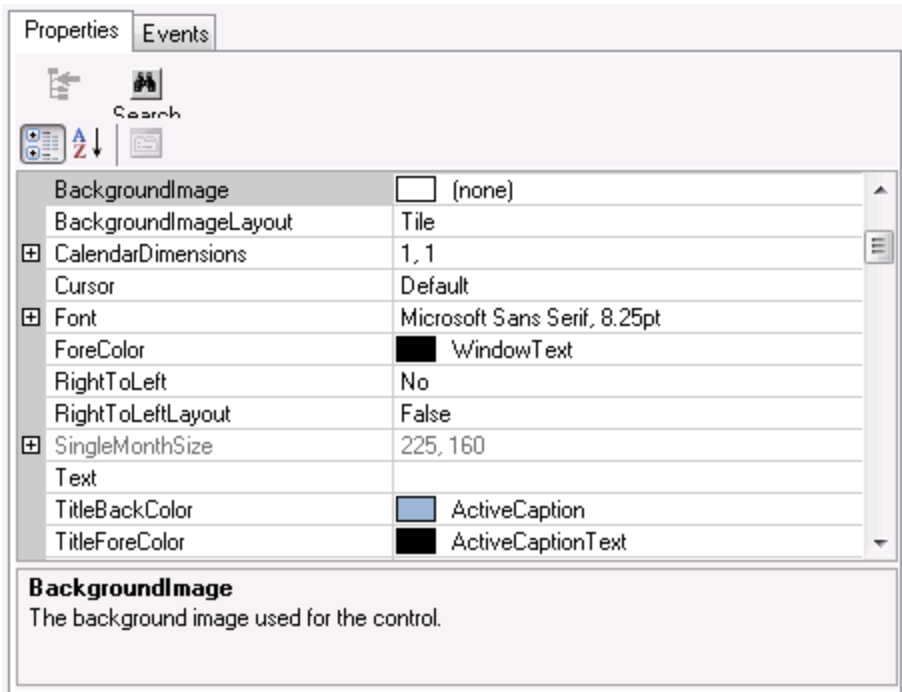 Properties Events
Search
A
Z
BackgroundImage (none)
BackgroundImageLayout Tile
CalendarDimensions 1, 1
Cursor Default
Font Microsoft Sans Serif, 8.25pt
ForeColor WindowText
RightToLeft No
RightToLeftLayout False
SingleMonthSize 225, 160
Text
TitleBackColor ActiveCaption
TitleForeColor ActiveCaptionText
BackgroundImage
The background image used for the control.